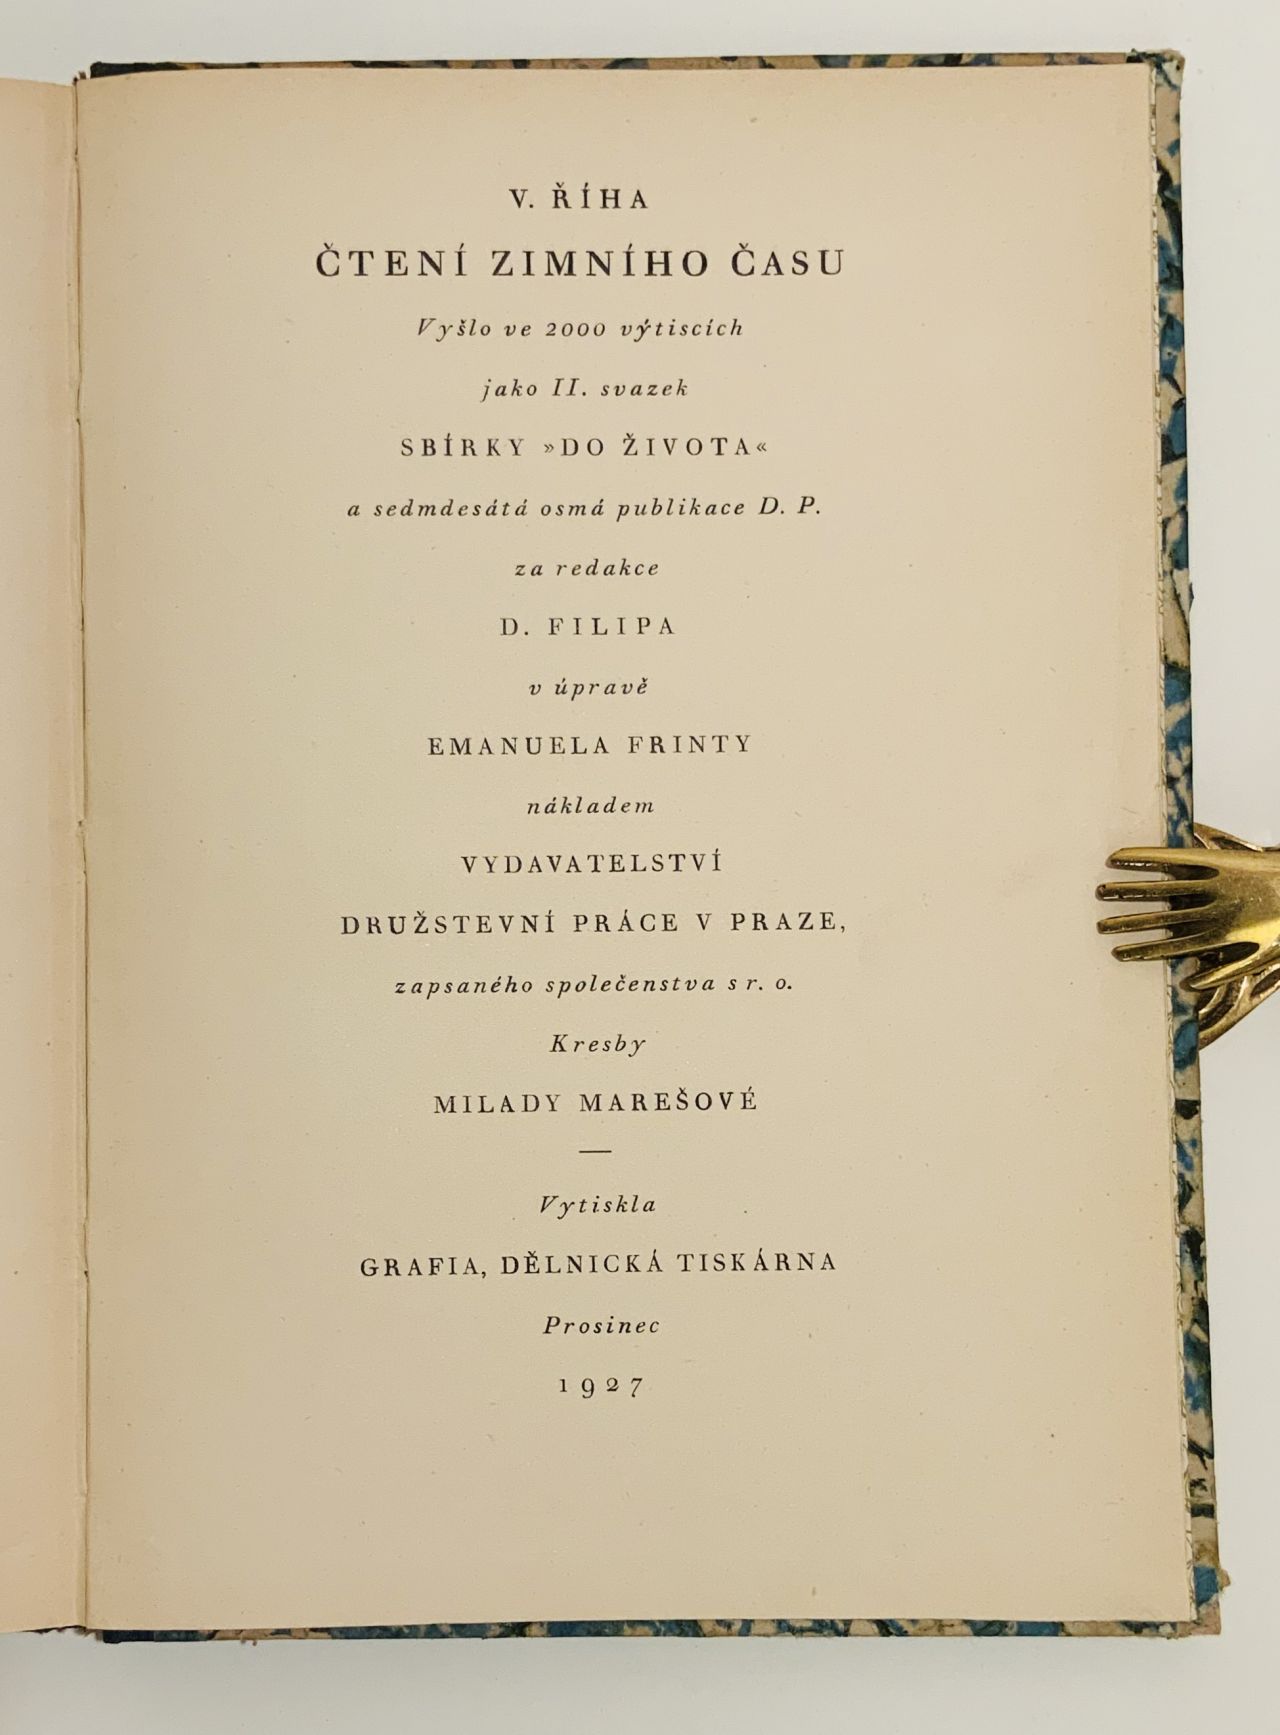 V. ŘÍHA
ČTENÍ ZIMNÍHO ČASU
Vyšlo ve 2000 výtiscích
jako II. svazek
SBÍRKY »DO ŽIVOTA«
a sedmdesátá osmá publikace D. P.
za redakce
D. FILIPA
v úpravě
EMANUELA FRINTY
nákladem
VYDAVATELSTVÍ
DRUŽSTEVNÍ PRÁCE V PRAZE,
zapsaného společenstva s r. o.
Kresby
MILADY MAREŠOVÉ
—
Vytiskla
GRAFIA, DĚLNICKÁ TISKÁRNA
Prosinec
1927